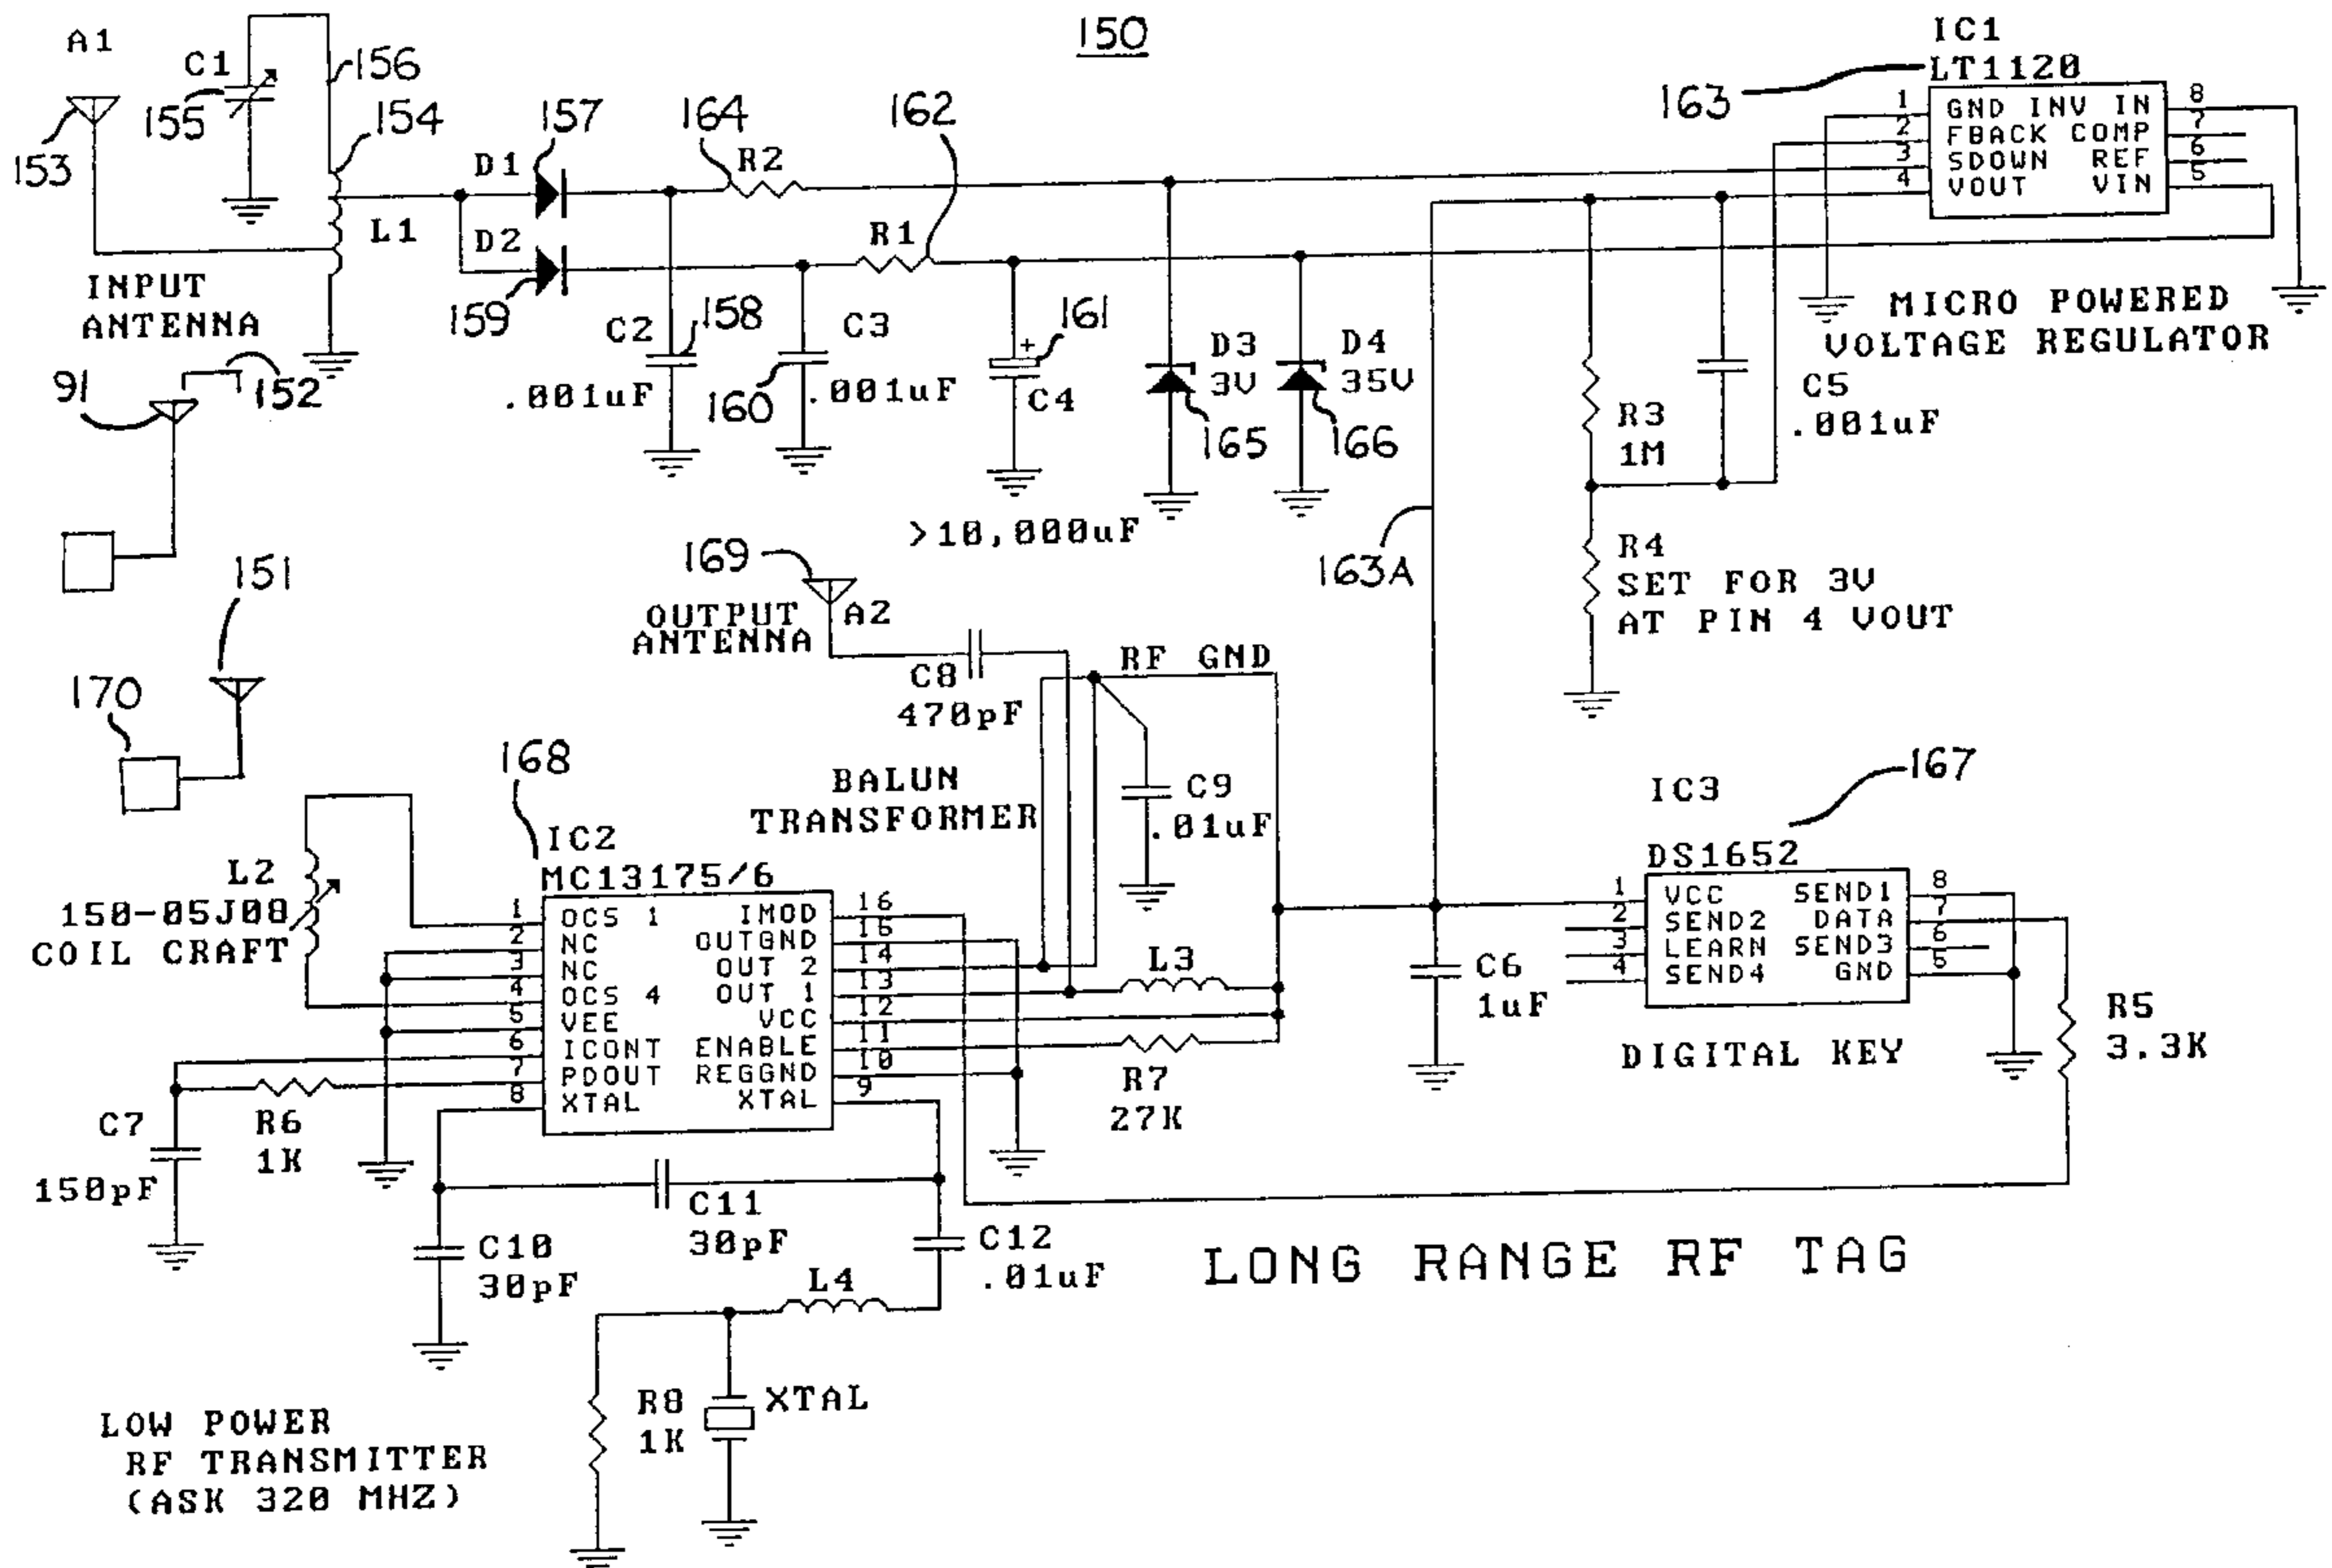 150
A1
C1
155
156
154
153
INPUT
ANTENNA
L1
157
D1
D2
159
164
R2
162
R1
C2
158
.001uF
C3
160
.001uF
161
+
C4
>10,000uF
D3
3V
165
D4
35V
166
IC1
LT1120
163
1 GND INV IN 8
2 FBACK COMP 7
3 SDOWN REF 6
4 VOUT VIN 5
MICRO POWERED
VOLTAGE REGULATOR
C5
.001uF
R3
1M
R4
SET FOR 3V
AT PIN 4 VOUT
163A
91
152
151
170
169
A2
OUTPUT
ANTENNA
C8
470pF
RF GND
BALUN
TRANSFORMER
C9
.01uF
168
IC2
MC13175/6
1 OCS 1 IMOD 16
2 NC OUTGND 15
3 NC OUT 2 14
4 OCS 4 OUT 1 13
5 VEE VCC 12
6 ICONT ENABLE 11
7 PDOUT REGGND 10
8 XTAL XTAL 9
L2
150-05J08
COIL CRAFT
L3
R7
27K
C6
1uF
167
IC3
DS1652
1 VCC SEND1 8
2 SEND2 DATA 7
3 LEARN SEND3 6
4 SEND4 GND 5
DIGITAL KEY
R5
3.3K
C7
150pF
R6
1K
C10
30pF
C11
30pF
C12
.01uF
L4
R8
1K
XTAL
LONG RANGE RF TAG
LOW POWER
RF TRANSMITTER
(ASK 320 MHZ)